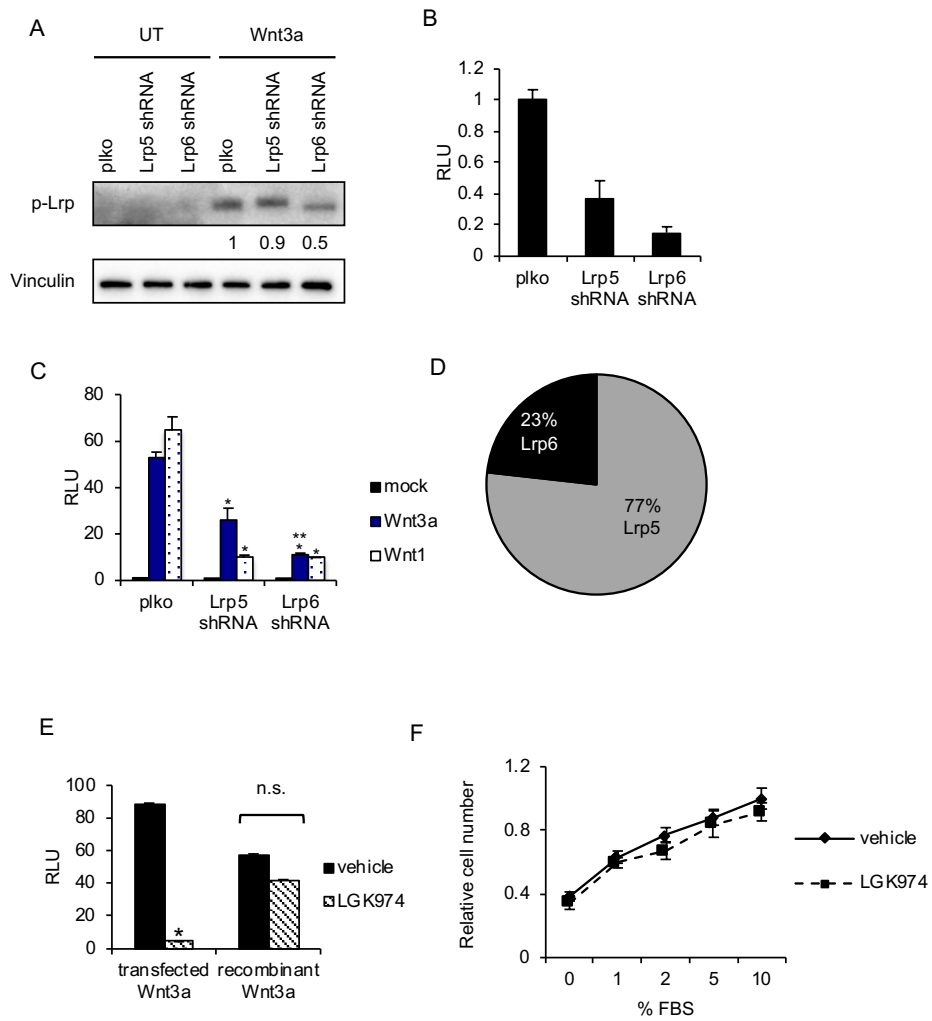 A
UT
Wnt3a
plko
Lrp5 shRNA
Lrp6 shRNA
plko
Lrp5 shRNA
Lrp6 shRNA
p-Lrp
1 0.9 0.5
Vinculin
B
RLU
1.2
1
0.8
0.6
0.4
0.2
0
plko
Lrp5 shRNA
Lrp6 shRNA
C
RLU
80
60
40
20
0
*
*
**
*
*
plko
Lrp5 shRNA
Lrp6 shRNA
mock
Wnt3a
Wnt1
D
23%
Lrp6
77%
Lrp5
E
RLU
100
80
60
40
20
0
*
n.s.
transfected Wnt3a
recombinant Wnt3a
vehicle
LGK974
F
Relative cell number
1.2
0.8
0.4
0.0
0 1 2 5 10
% FBS
vehicle
LGK974